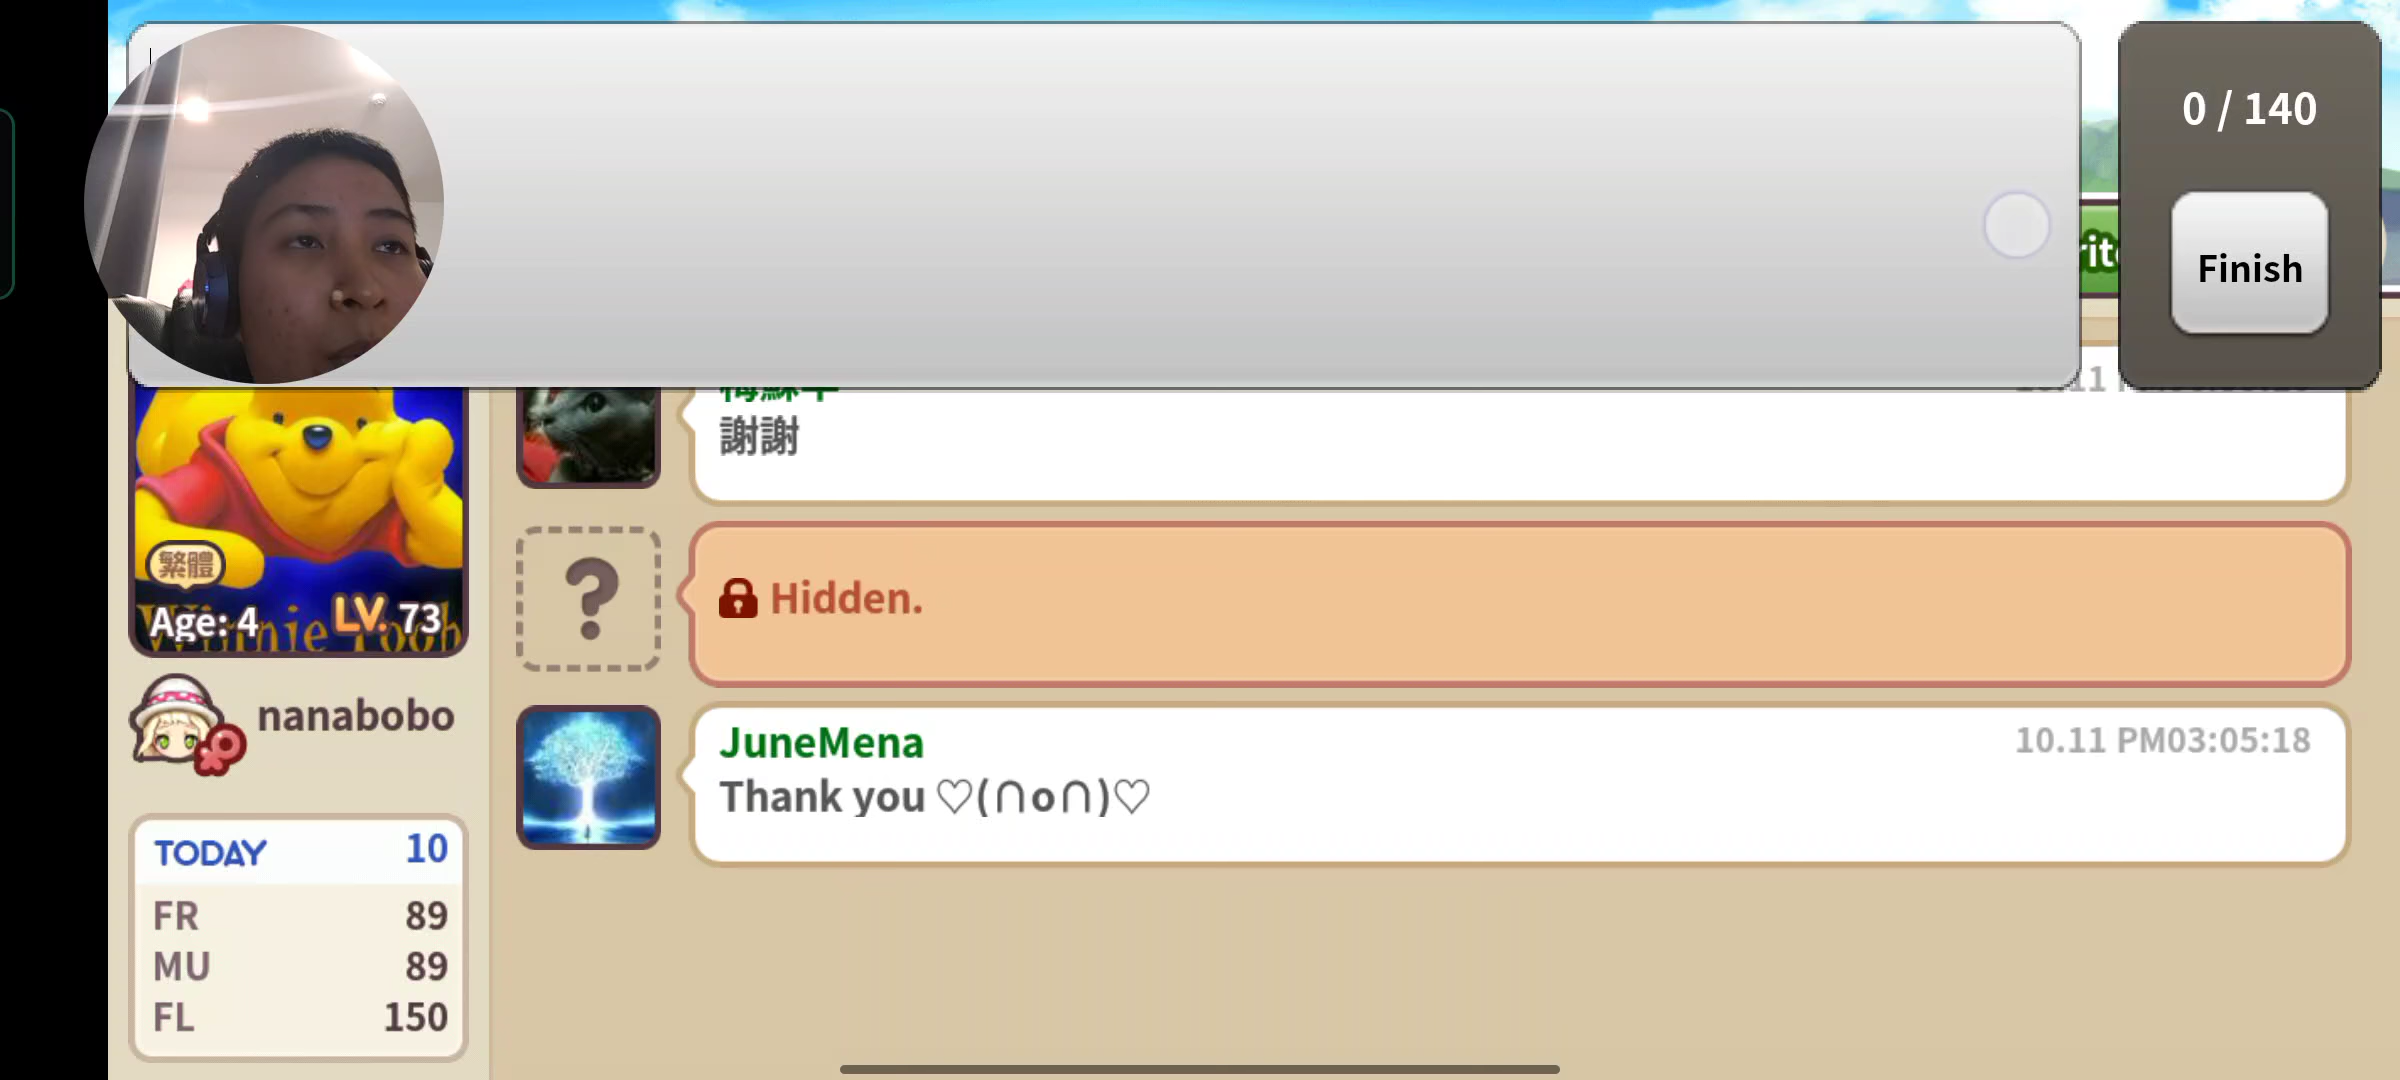 0 / 140
Finish
謝謝
Hidden.
JuneMena
10.11 PM03:05:18
Thank you ♡(∩o∩)♡
繁體
Age: 4
LV. 73
nanabobo
TODAY 10
FR 89
MU 89
FL 150